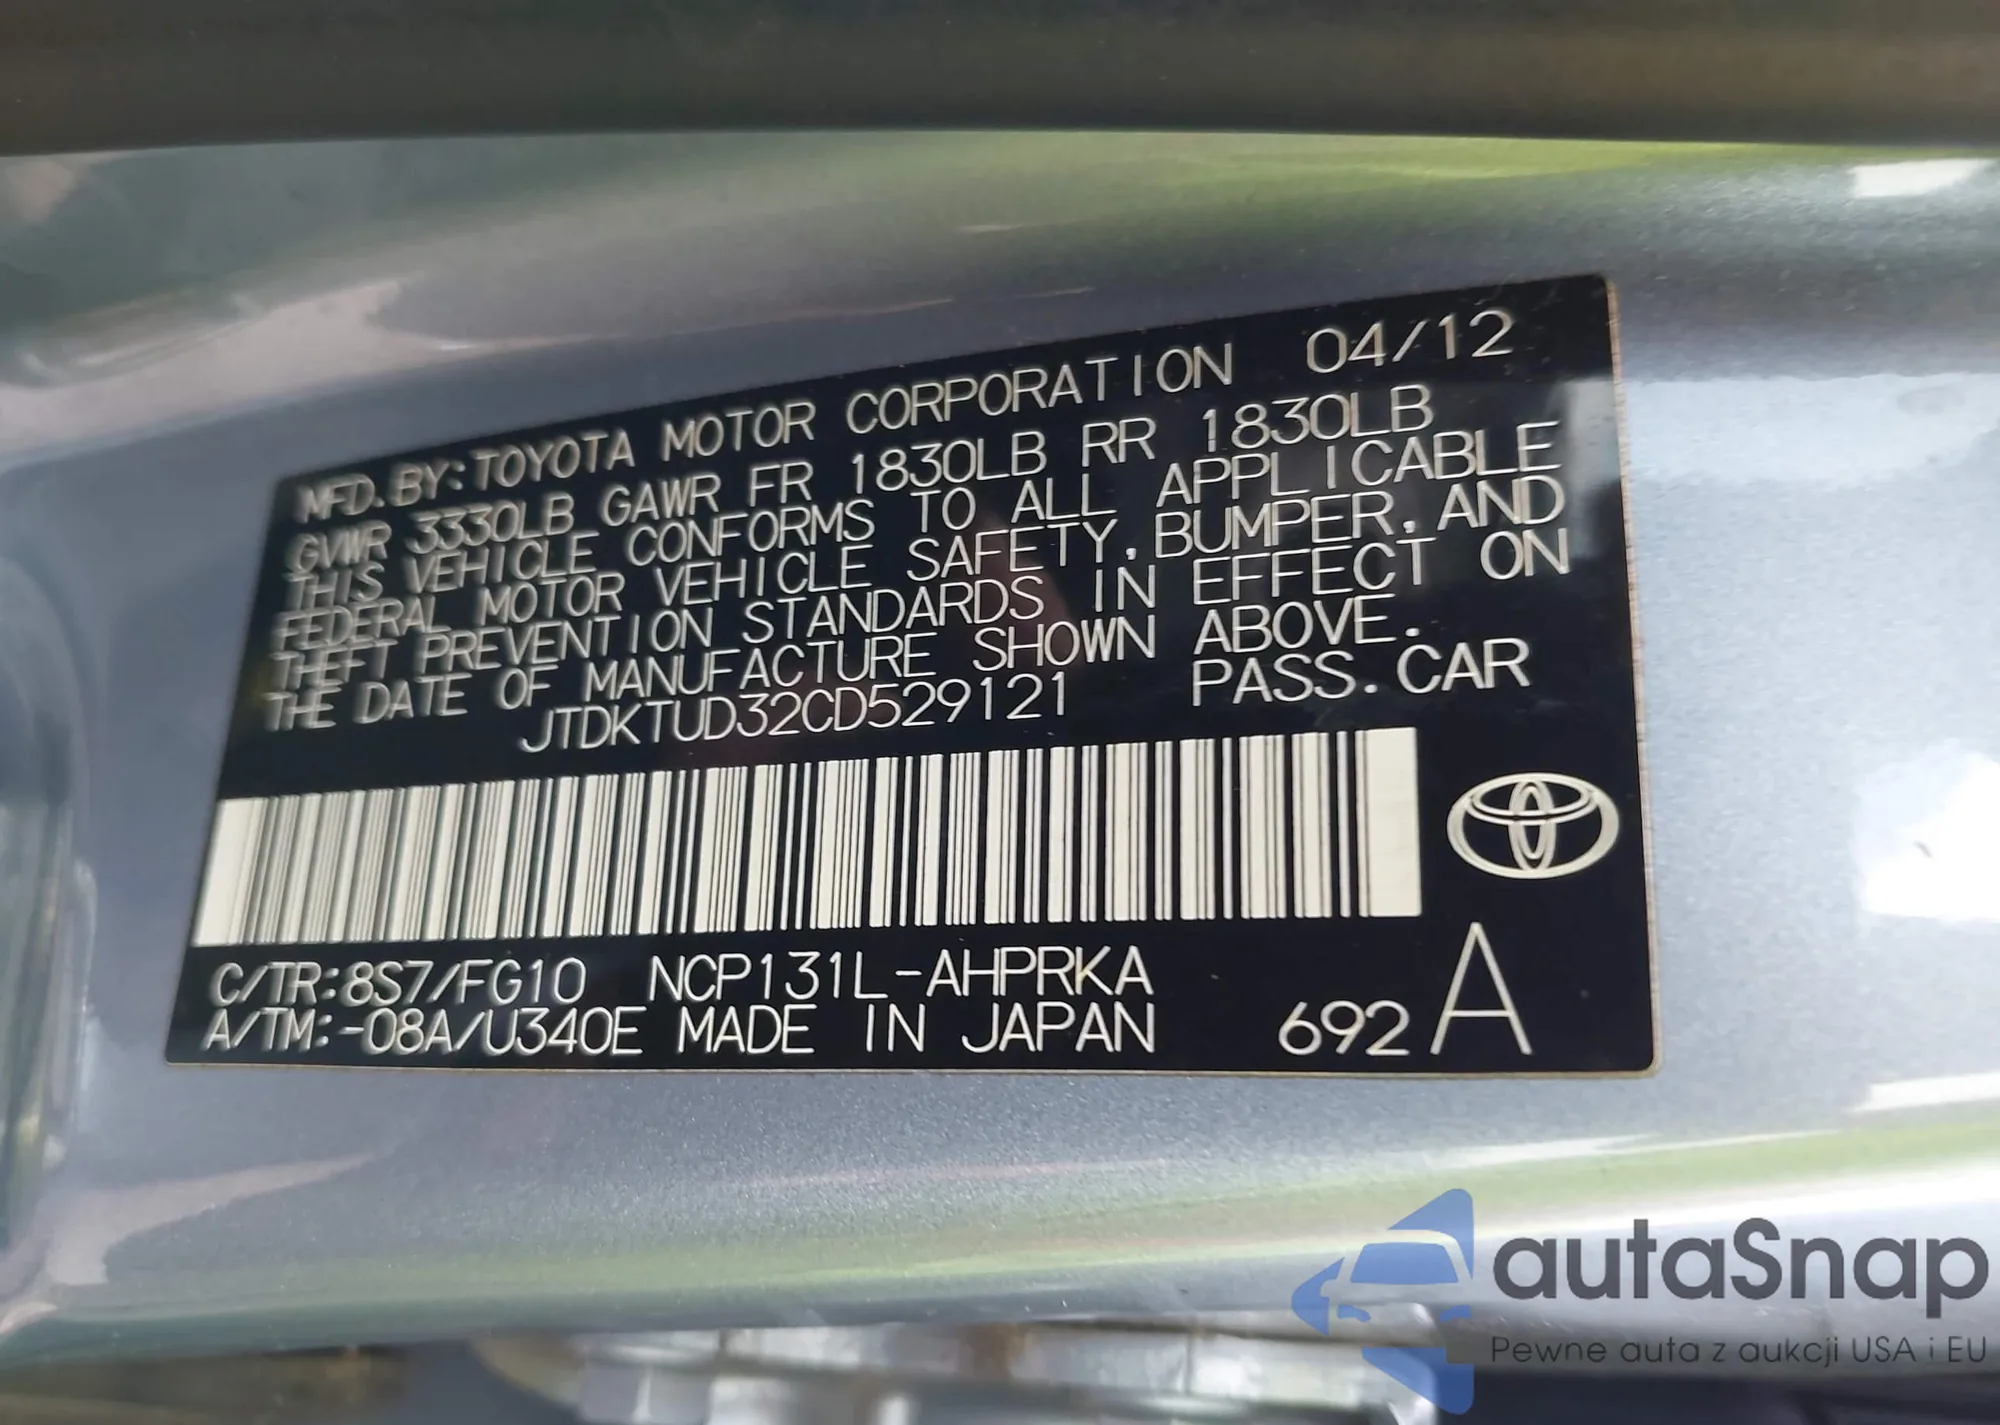 MFD.BY:TOYOTA MOTOR CORPORATION 04/12
GVWR 3330LB GAWR FR 1830LB RR 1830LB
THIS VEHICLE CONFORMS TO ALL APPLICABLE
FEDERAL MOTOR VEHICLE SAFETY, BUMPER, AND
THEFT PREVENTION STANDARDS IN EFFECT ON
THE DATE OF MANUFACTURE SHOWN ABOVE.
JTDKTUD32CD529121 PASS.CAR
C/TR:8S7/FG10 NCP131L-AHPRKA
A/TM:-08A/U340E MADE IN JAPAN 692 A
autaSnap
Pewne auta z aukcji USA i EU